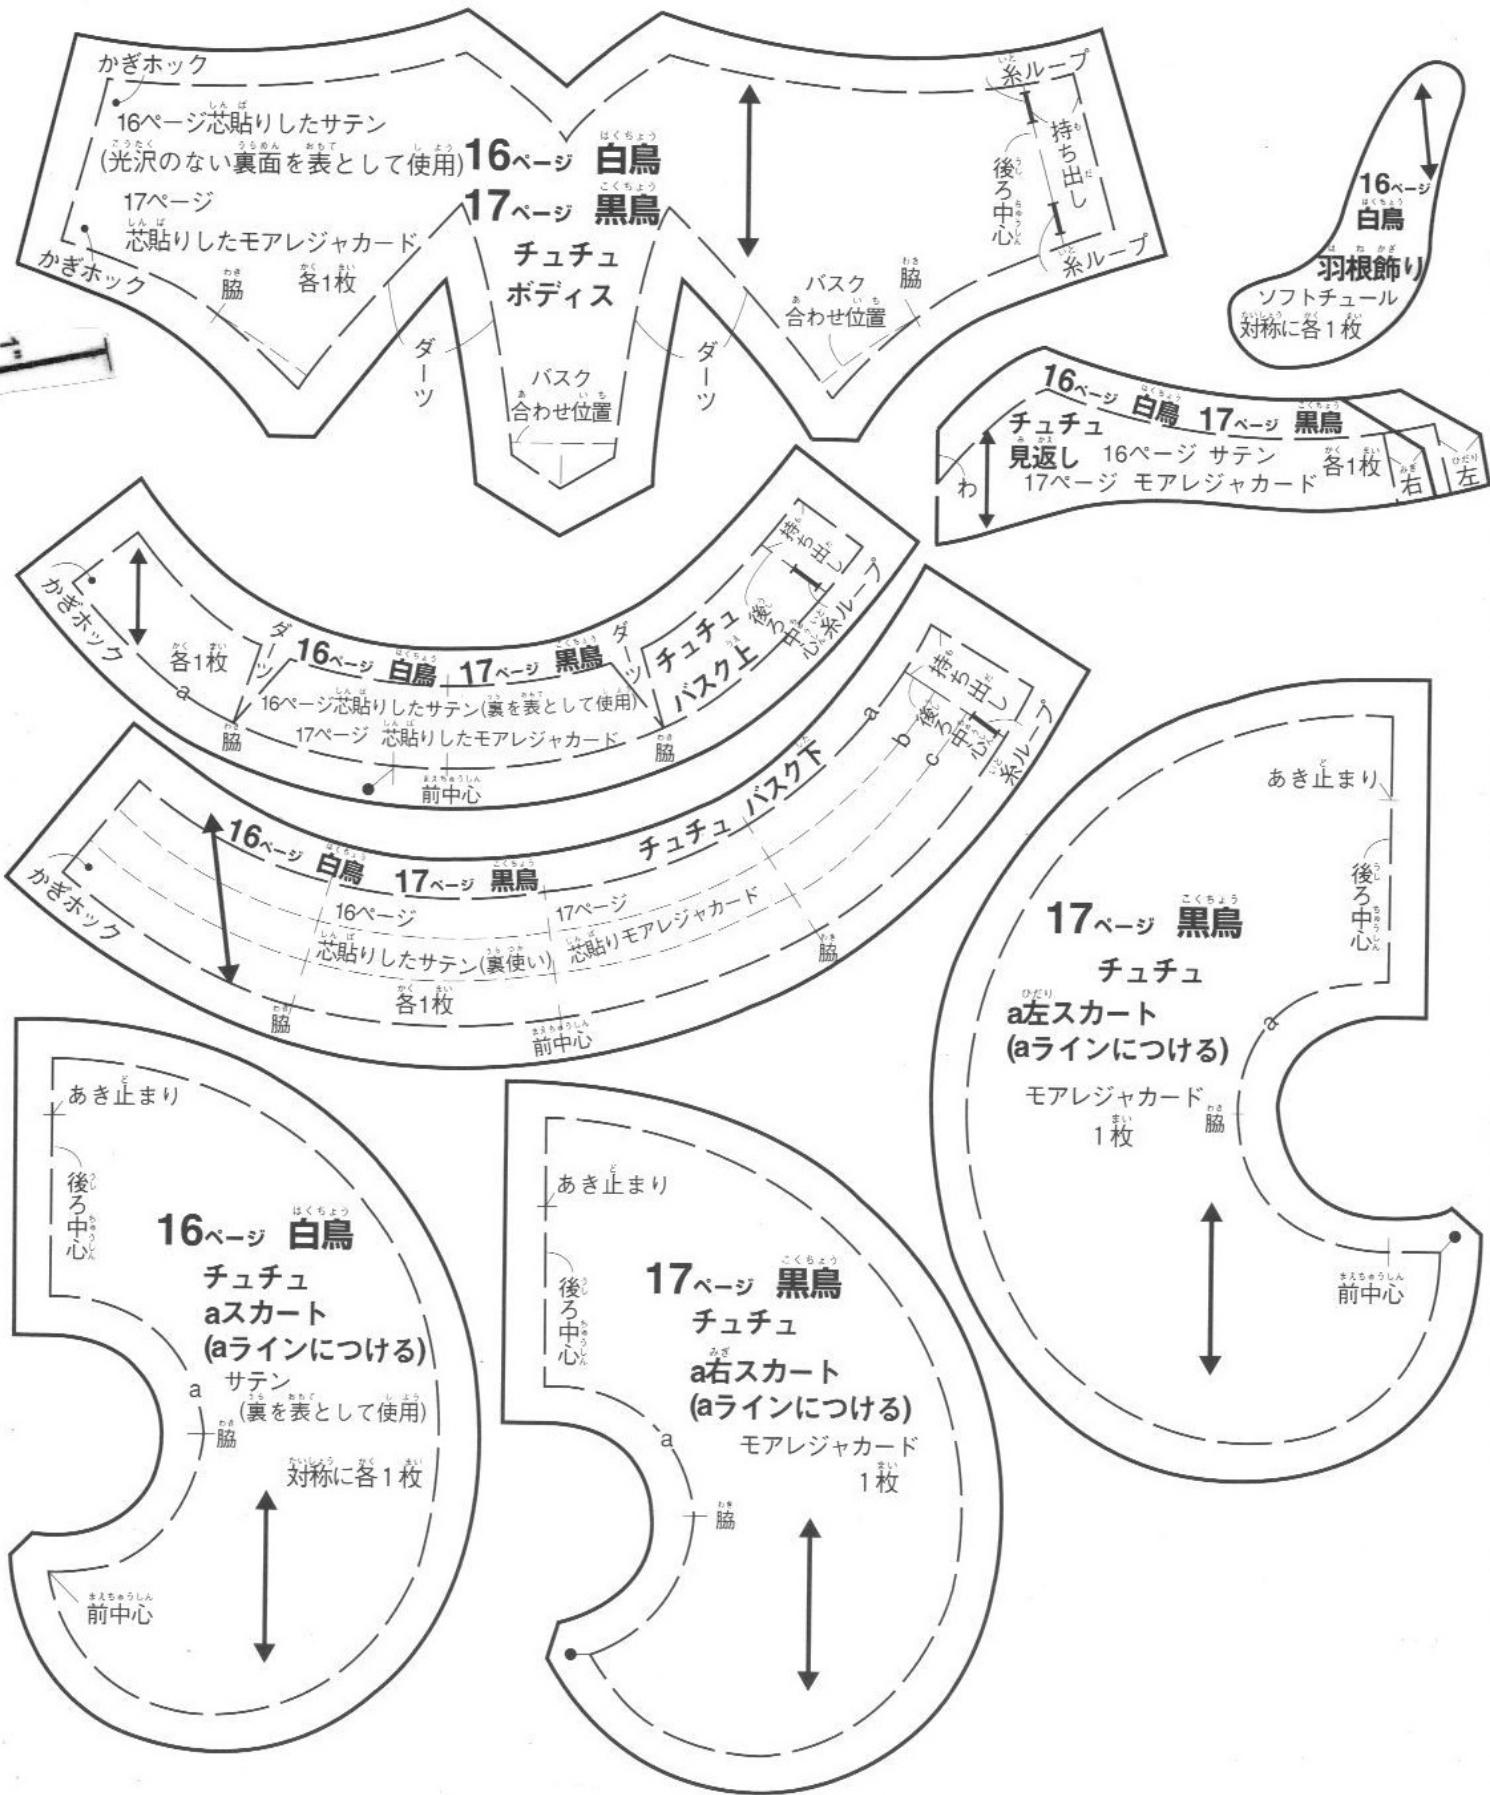 かぎホック
16ページ芯貼りしたサテン
(光沢のない裏面を表として使用)
17ページ
芯貼りしたモアレジャカード
かぎホック
脇
各1枚
16ページ 白鳥
17ページ 黒鳥
チュチュ
ボディス
ダーツ
バスク
合わせ位置
ダーツ
バスク
合わせ位置
脇
糸ループ
持ち出し
後ろ中心
糸ループ
16ページ
白鳥
羽根飾り
ソフトチュール
対称に各1枚
1"
16ページ 白鳥 17ページ 黒鳥
チュチュ
見返し 16ページ サテン
17ページ モアレジャカード
各1枚
わ
右
左
かぎホック
各1枚
a
ダーツ
16ページ 白鳥 17ページ 黒鳥
ダーツ
16ページ芯貼りしたサテン(裏を表として使用)
17ページ 芯貼りしたモアレジャカード
脇
前中心
脇
チュチュ
バスク上
持ち出し
後ろ中心
糸ループ
かぎホック
16ページ 白鳥 17ページ 黒鳥
チュチュ バスク下
16ページ
芯貼りしたサテン(裏使い)
17ページ
芯貼りモアレジャカード
各1枚
脇
前中心
脇
a
b
c
持ち出し
後ろ中心
糸ループ
あき止まり
後ろ中心
17ページ 黒鳥
チュチュ
a左スカート
(aラインにつける)
モアレジャカード
1枚
a
脇
前中心
あき止まり
後ろ中心
16ページ 白鳥
チュチュ
aスカート
(aラインにつける)
サテン
(裏を表として使用)
a
脇
対称に各1枚
前中心
あき止まり
後ろ中心
17ページ 黒鳥
チュチュ
a右スカート
(aラインにつける)
モアレジャカード
1枚
a
脇